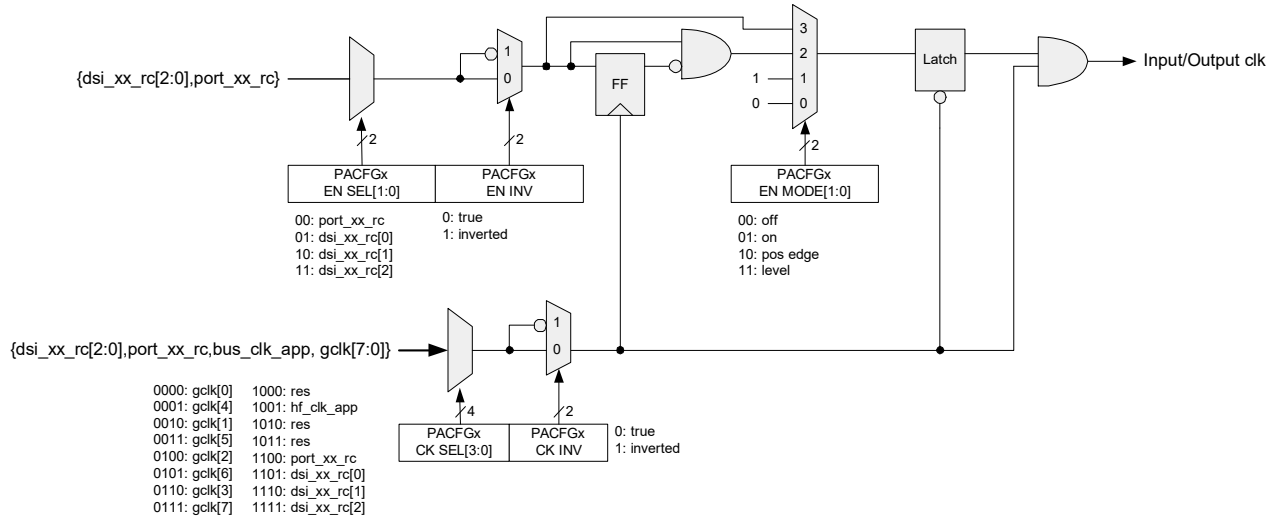 {dsi_xx_rc[2:0],port_xx_rc}
1
0
FF
3
2
1 1
0 0
Latch
Input/Output clk
2
2
2
PACFGx
EN SEL[1:0]
PACFGx
EN INV
PACFGx
EN MODE[1:0]
00: port_xx_rc
01: dsi_xx_rc[0]
10: dsi_xx_rc[1]
11: dsi_xx_rc[2]
0: true
1: inverted
00: off
01: on
10: pos edge
11: level
{dsi_xx_rc[2:0],port_xx_rc,bus_clk_app, gclk[7:0]}
1
0
0000: gclk[0] 1000: res
0001: gclk[4] 1001: hf_clk_app
0010: gclk[1] 1010: res
0011: gclk[5] 1011: res
0100: gclk[2] 1100: port_xx_rc
0101: gclk[6] 1101: dsi_xx_rc[0]
0110: gclk[3] 1110: dsi_xx_rc[1]
0111: gclk[7] 1111: dsi_xx_rc[2]
4
2
PACFGx
CK SEL[3:0]
PACFGx
CK INV
0: true
1: inverted